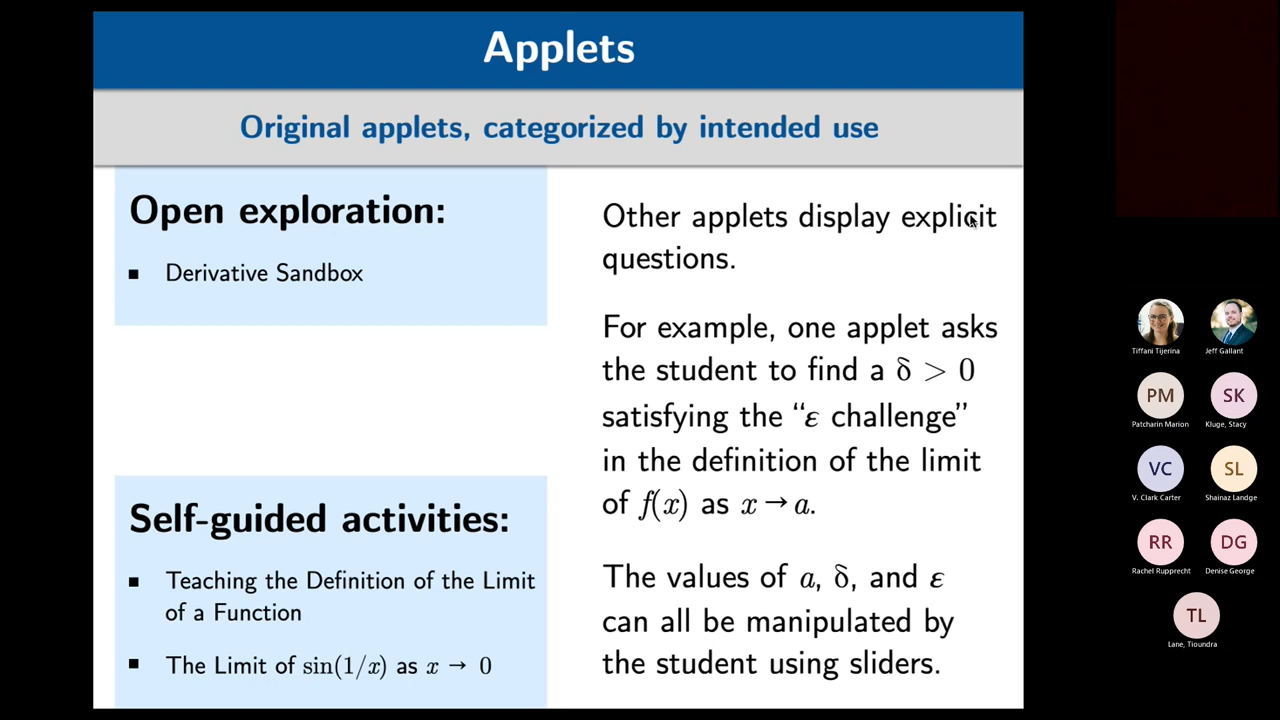 Applets
Original applets, categorized by intended use
Open exploration:
▪ Derivative Sandbox
Self-guided activities:
▪ Teaching the Definition of the Limit
of a Function
▪ The Limit of sin(1/x) as x → 0
Other applets display explicit
questions.
For example, one applet asks
the student to find a δ > 0
satisfying the “ε challenge”
in the definition of the limit
of f(x) as x → a.
The values of a, δ, and ε
can all be manipulated by
the student using sliders.
Tiffani Tijerina
Jeff Gallant
PM
Patcharin Marion
SK
Kluge, Stacy
VC
V. Clark Carter
SL
Shainaz Landge
RR
Rachel Rupprecht
DG
Denise George
TL
Lane, Tioundra